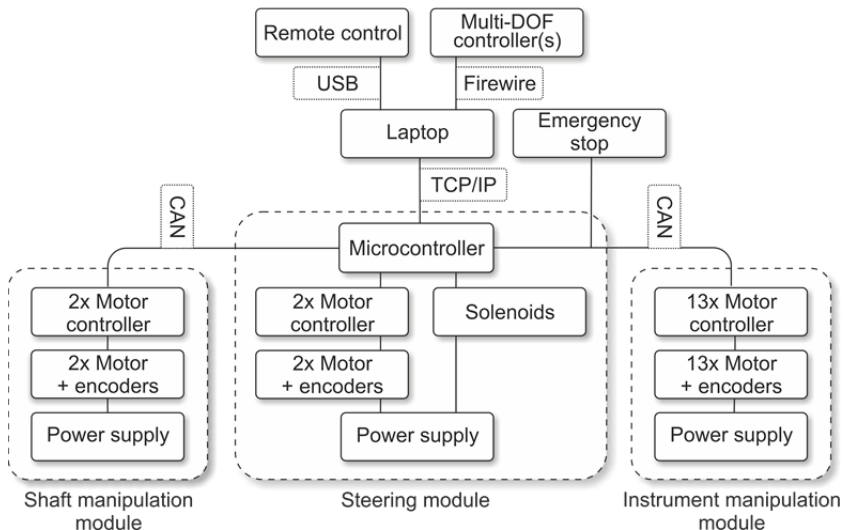 Remote control
Multi-DOF
controller(s)
USB
Firewire
Laptop
Emergency
stop
TCP/IP
CAN
CAN
Microcontroller
2x Motor
controller
2x Motor
controller
Solenoids
13x Motor
controller
2x Motor
+ encoders
2x Motor
+ encoders
13x Motor
+ encoders
Power supply
Power supply
Power supply
Shaft manipulation
module
Steering module
Instrument manipulation
module